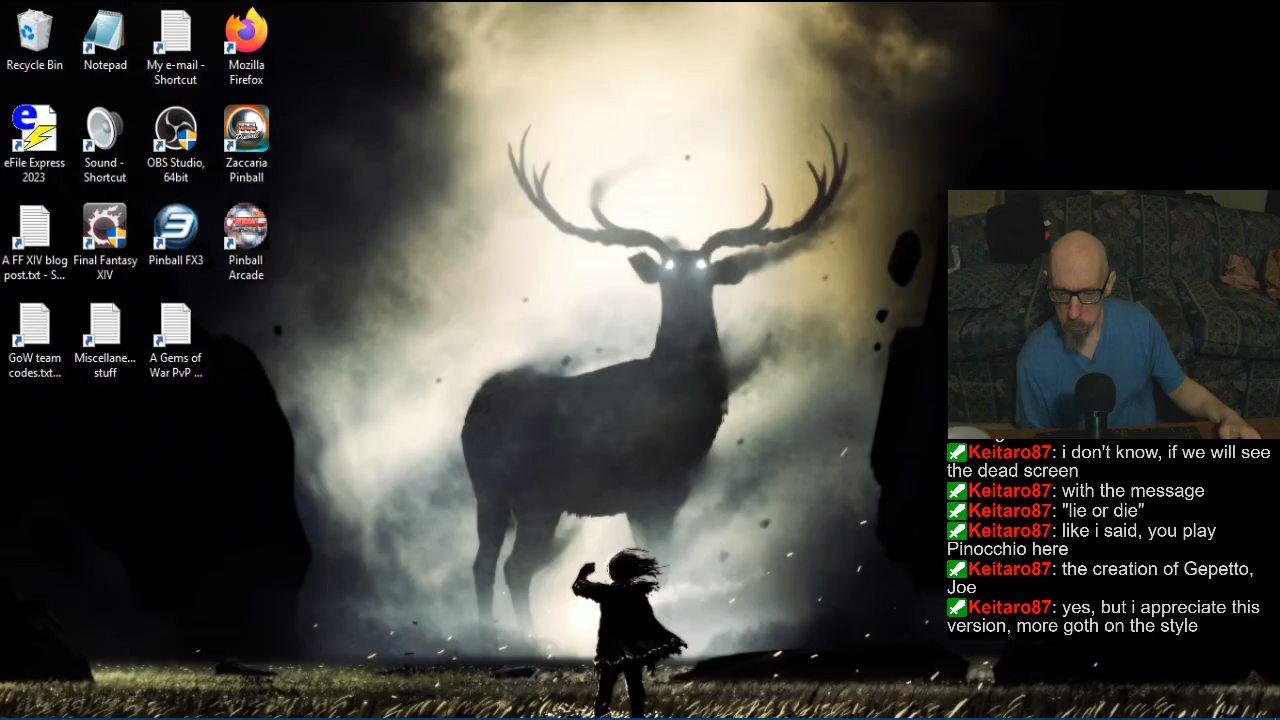 Recycle Bin
Notepad
My e-mail - Shortcut
Mozilla Firefox
eFile Express 2023
Sound - Shortcut
OBS Studio, 64bit
Zaccaria Pinball
A FF XIV blog post.txt - S...
Final Fantasy XIV
Pinball FX3
Pinball Arcade
GoW team codes.txt...
Miscellane... stuff
A Gems of War PvP ...
Keitaro87: i don't know, if we will see
the dead screen
Keitaro87: with the message
Keitaro87: "lie or die"
Keitaro87: like i said, you play
Pinocchio here
Keitaro87: the creation of Gepetto,
Joe
Keitaro87: yes, but i appreciate this
version, more goth on the style